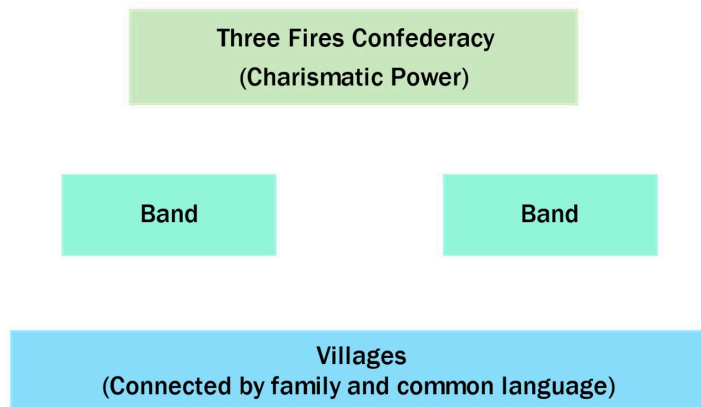 Three Fires Confederacy
(Charismatic Power)
Band
Band
Villages
(Connected by family and common language)